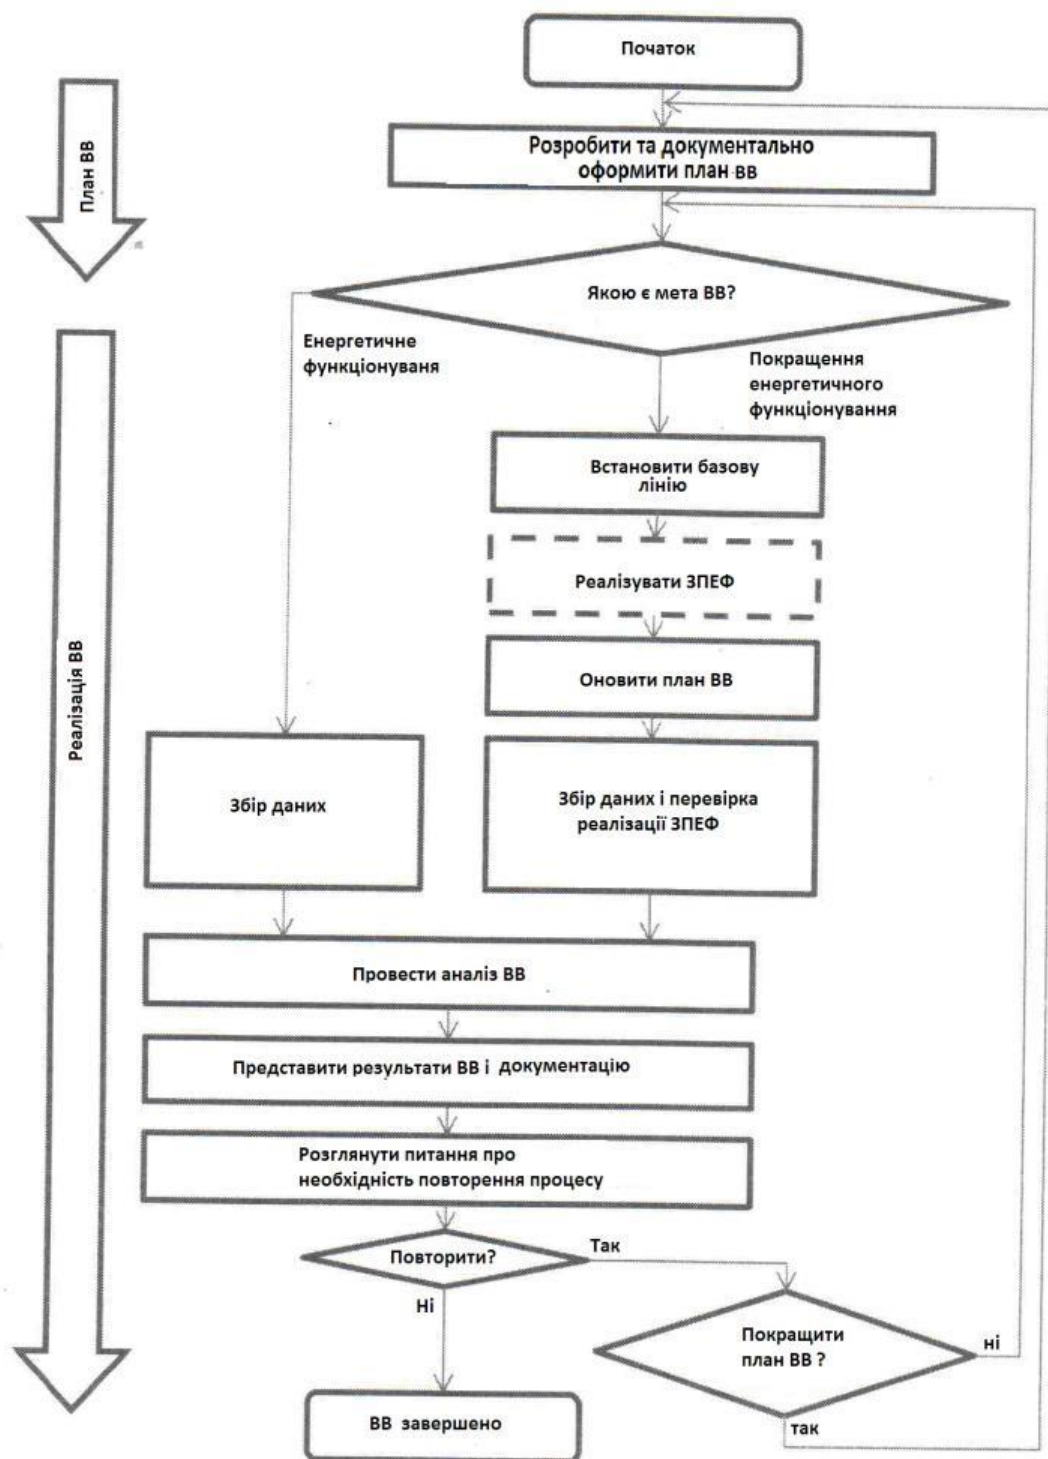 Початок
Розробити та документально
оформити план ВВ
План ВВ
Якою є мета ВВ?
Енергетичне
функціонуваня
Покращення
енергетичного
функціонування
Встановити базову
лінію
Реалізувати ЗПЕФ
Оновити план ВВ
Реалізація ВВ
Збір даних
Збір даних і перевірка
реалізації ЗПЕФ
Провести аналіз ВВ
Представити результати ВВ і документацію
Розглянути питання про
необхідність повторення процесу
Повторити?
Так
Ні
Покращити
план ВВ ?
ні
так
ВВ завершено